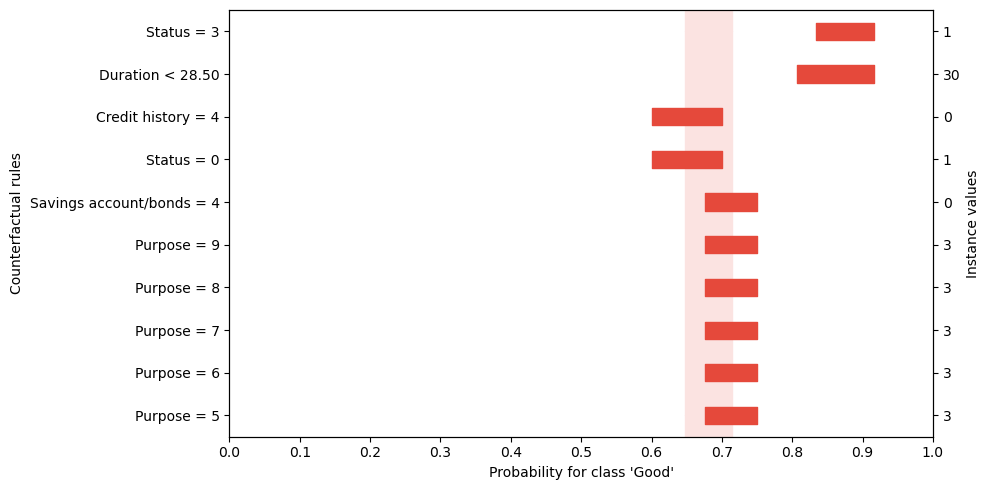 Counterfactual rules
Status = 3 1
Duration < 28.50 30
Credit history = 4 0
Status = 0 1
Savings account/bonds = 4 0
Purpose = 9 3
Purpose = 8 3
Purpose = 7 3
Purpose = 6 3
Purpose = 5 3
Instance values
0.0 0.1 0.2 0.3 0.4 0.5 0.6 0.7 0.8 0.9 1.0
Probability for class 'Good'